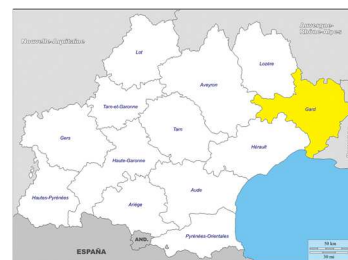 Nouvelle-Aquitaine
Auvergne-
Rhône-Alpes
Lot
Lozère
Aveyron
Gard
Tarn-et-Garonne
Gers
Tarn
Hérault
Haute-Garonne
Hautes-Pyrénées
Aude
Ariège
Pyrénées-Orientales
AND.
ESPAÑA
50 km
30 mi